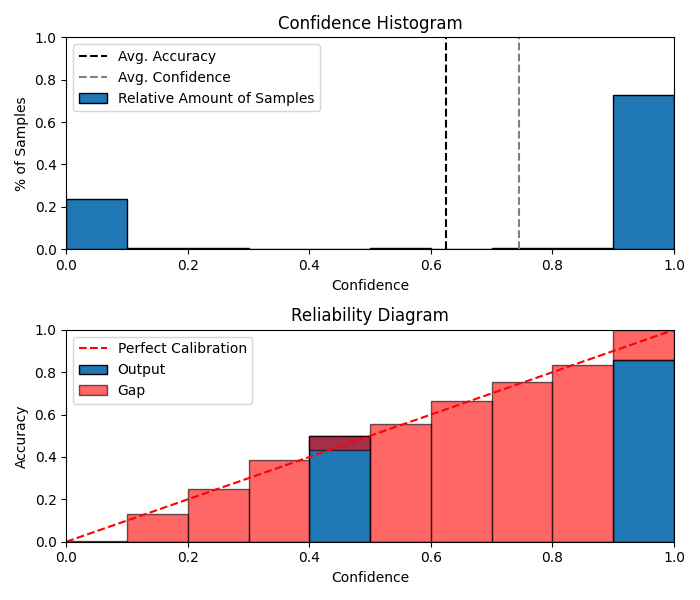 Confidence Histogram
1.0
0.8
0.6
0.4
0.2
0.0
% of Samples
Avg. Accuracy
Avg. Confidence
Relative Amount of Samples
0.0 0.2 0.4 0.6 0.8 1.0
Confidence
Reliability Diagram
1.0
0.8
0.6
0.4
0.2
0.0
Accuracy
Perfect Calibration
Output
Gap
0.0 0.2 0.4 0.6 0.8 1.0
Confidence